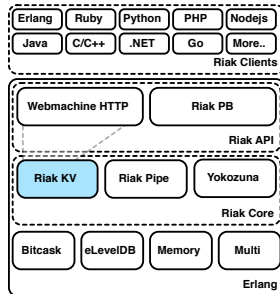 Erlang Ruby Python PHP Nodejs
Java C/C++ .NET Go More..
Riak Clients
Webmachine HTTP Riak PB
Riak API
Riak KV Riak Pipe Yokozuna
Riak Core
Bitcask eLevelDB Memory Multi
Erlang